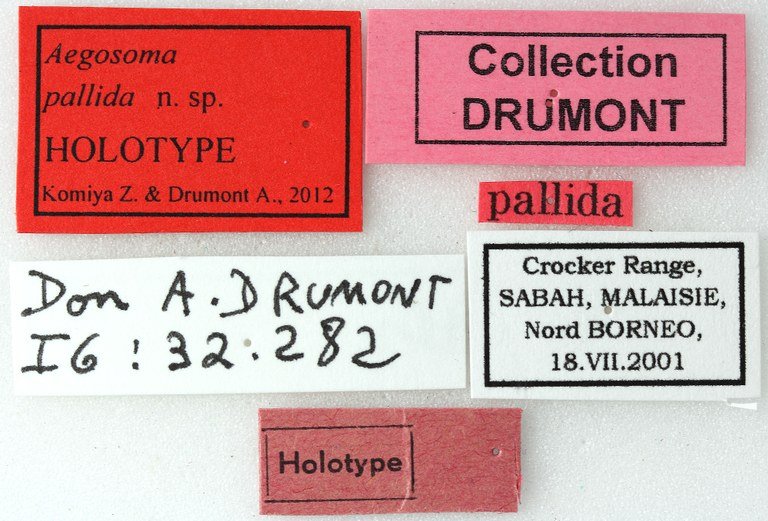 Aegosoma
pallida n. sp.
HOLOTYPE
Komiya Z. & Drumont A., 2012
Collection
DRUMONT
pallida
Don A. DRUMONT
IG : 32.282
Crocker Range,
SABAH, MALAISIE,
Nord BORNEO,
18.VII.2001
Holotype